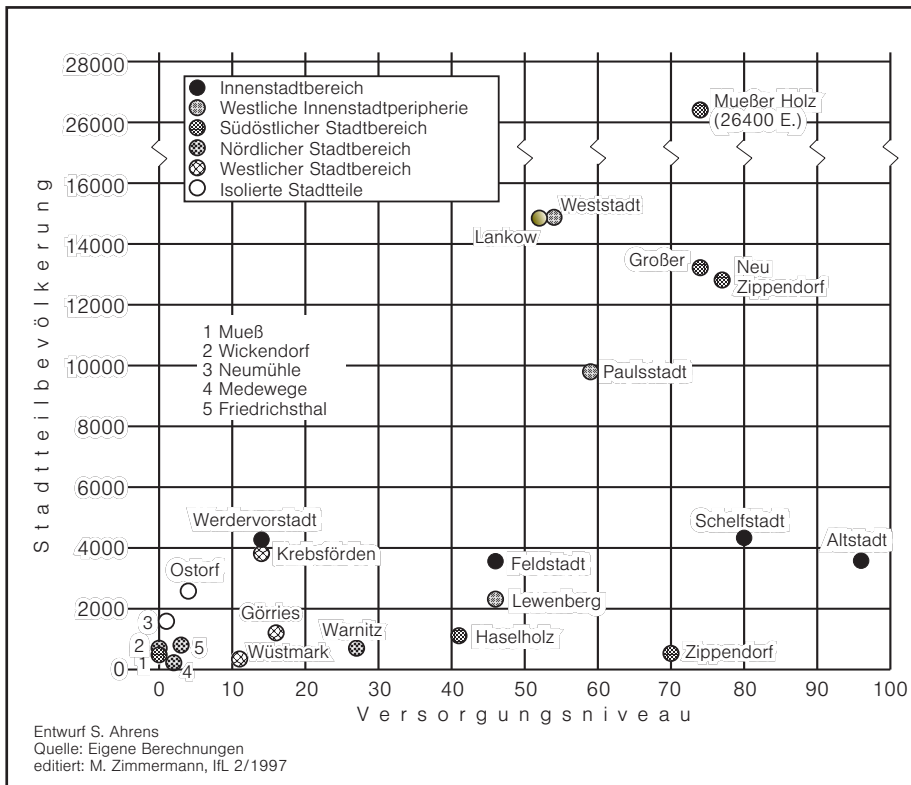 28000
26000
16000
14000
12000
10000
8000
6000
4000
2000
0
Stadtteilbevölkerung
Innenstadtbereich
Westliche Innenstadtperipherie
Südöstlicher Stadtbereich
Nördlicher Stadtbereich
Westlicher Stadtbereich
Isolierte Stadtteile
Mueßer Holz
(26400 E.)
Weststadt
Lankow
Großer
Neu
Zippendorf
1 Mueß
2 Wickendorf
3 Neumühle
4 Medewege
5 Friedrichsthal
Paulsstadt
Werdervorstadt
Krebsförden
Schelfstadt
Altstadt
Ostorf
Feldstadt
Lewenberg
Görries
3
Warnitz
Haselholz
2
5
Wüstmark
Zippendorf
1
4
0 10 20 30 40 50 60 70 80 90 100
Versorgungsniveau
Entwurf S. Ahrens
Quelle: Eigene Berechnungen
editiert: M. Zimmermann, IfL 2/1997